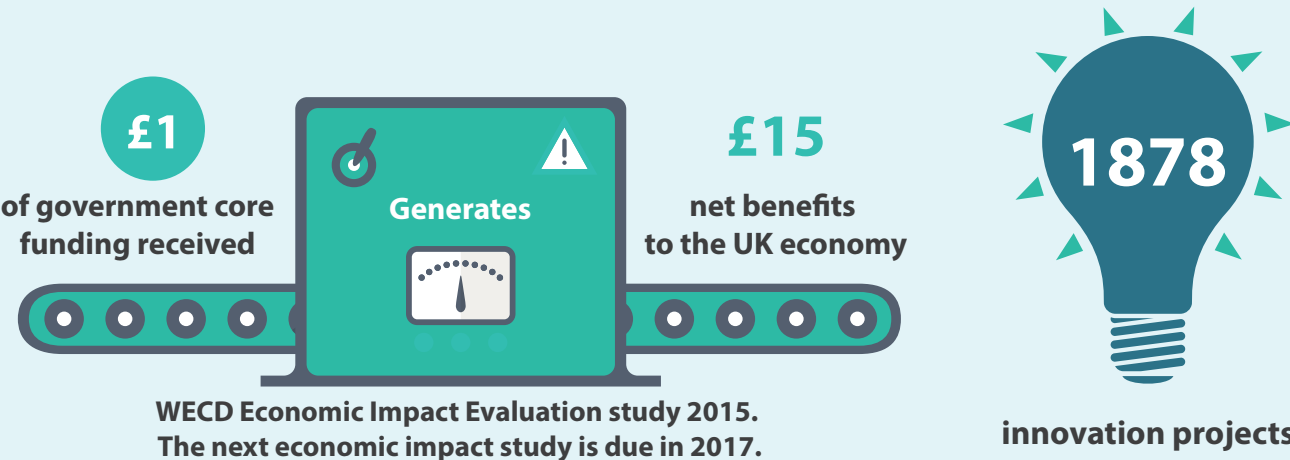 £1
of government core
funding received
Generates
£15
net benefits
to the UK economy
WECD Economic Impact Evaluation study 2015.
The next economic impact study is due in 2017.
1878
innovation projects